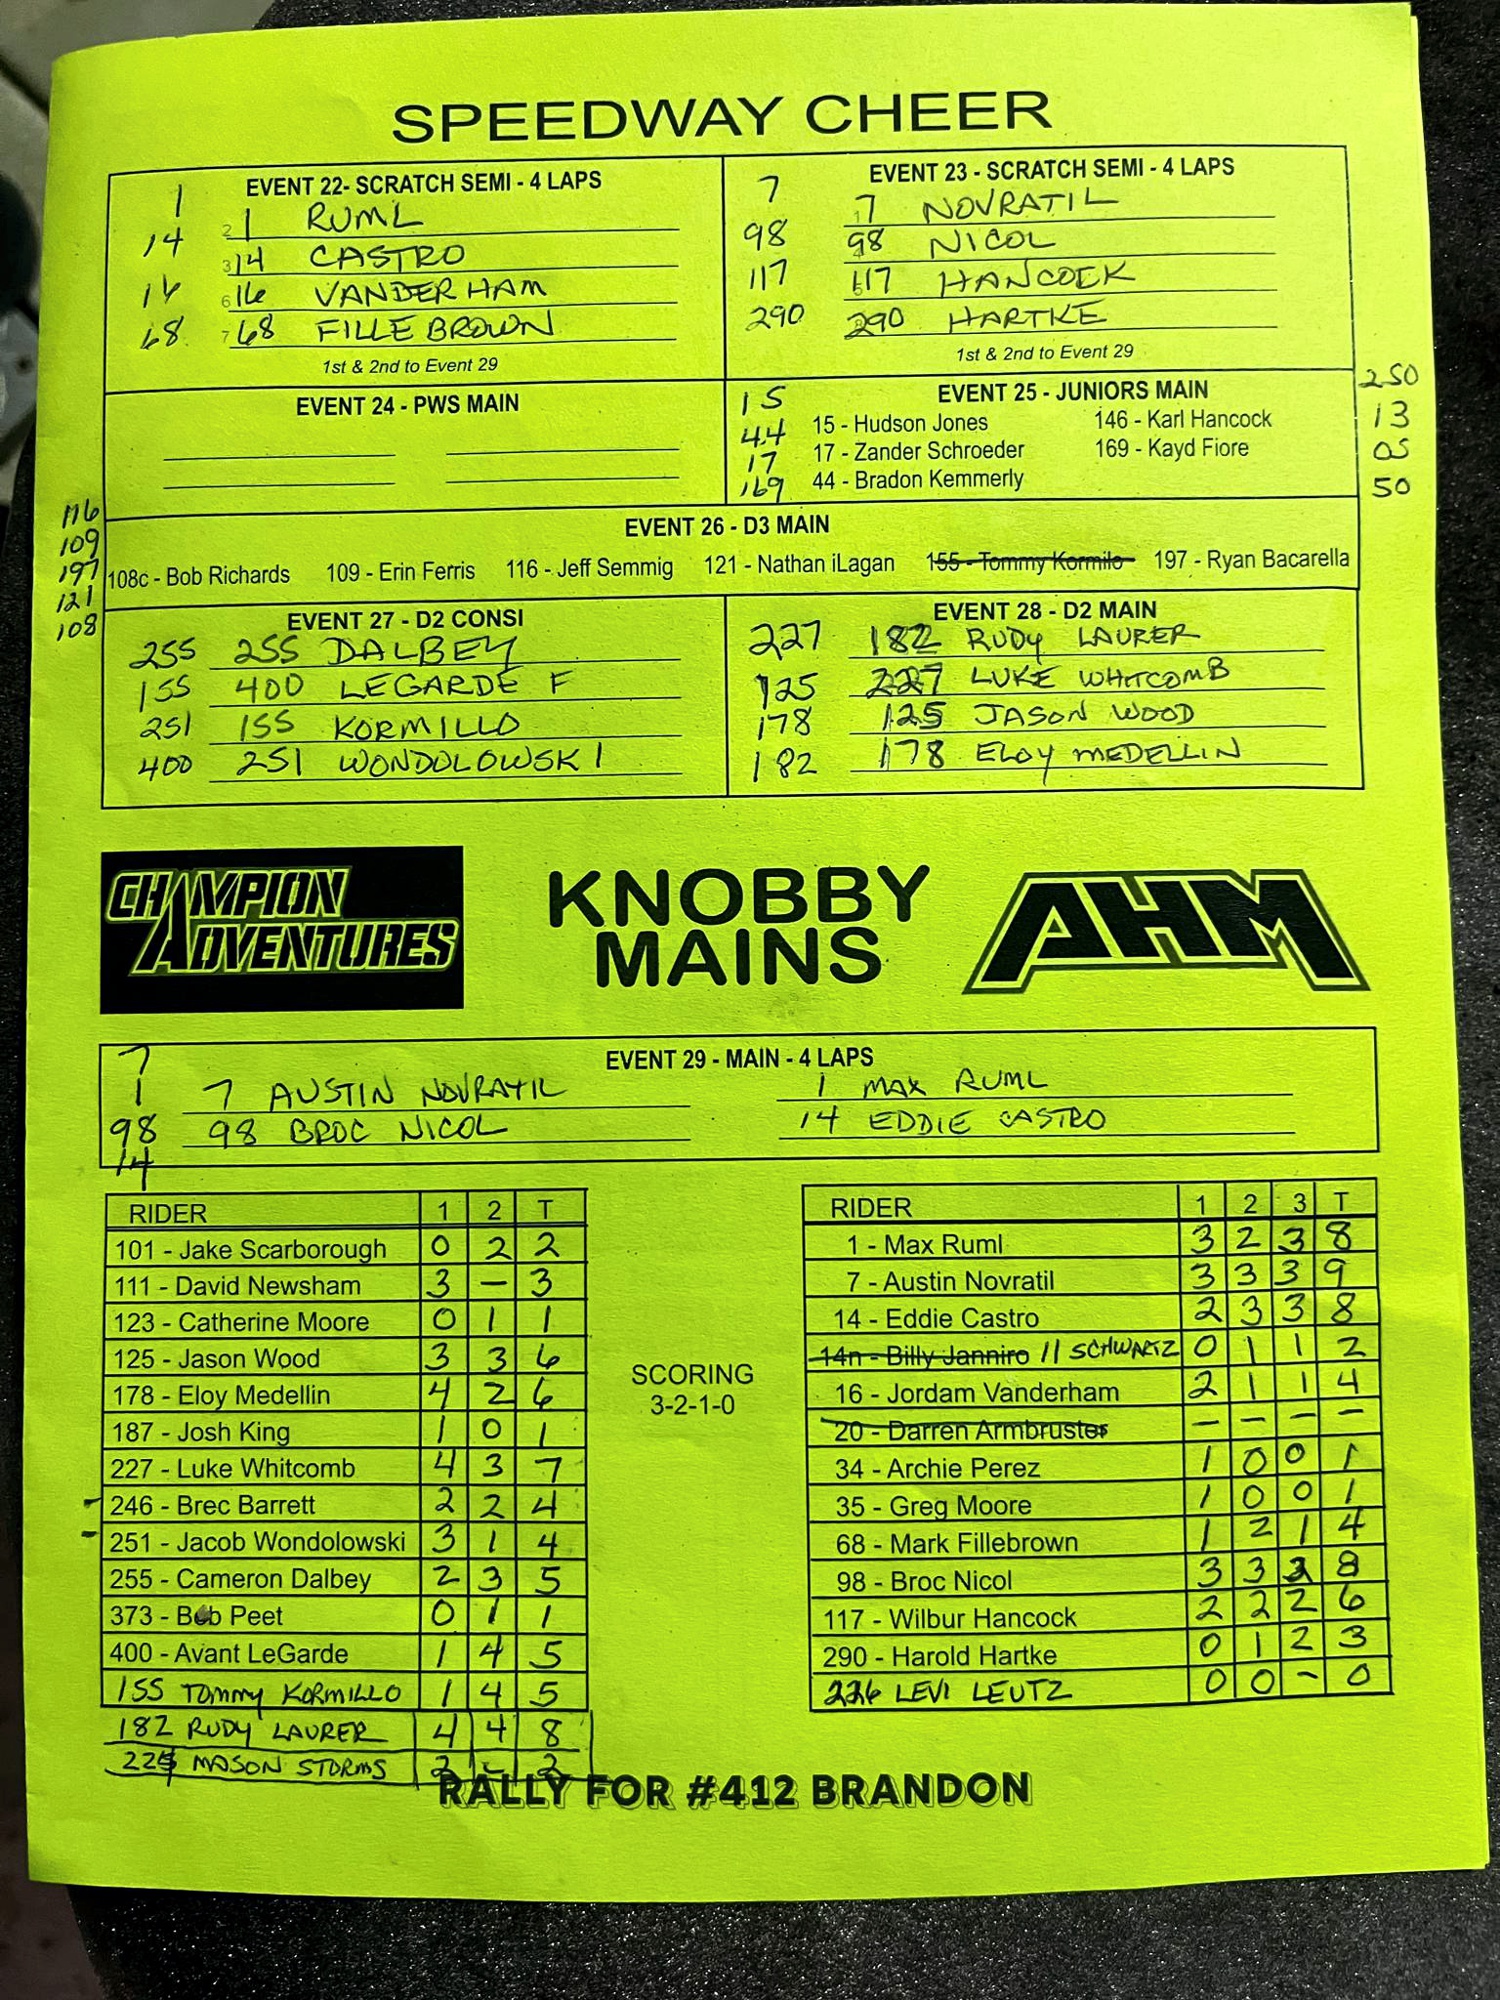 SPEEDWAY CHEER
EVENT 22- SCRATCH SEMI - 4 LAPS
1 2 1 RUML
14 3 14 CASTRO
16 6 16 VANDERHAM
68 7 68 FILLEBROWN
1st & 2nd to Event 29
EVENT 23 - SCRATCH SEMI - 4 LAPS
7 1 7 NOVRATIL
98 98 NICOL
117 117 HANCOCK
290 290 HARTKE
1st & 2nd to Event 29
EVENT 24 - PWS MAIN
EVENT 25 - JUNIORS MAIN
15
44
17
169
15 - Hudson Jones 146 - Karl Hancock
17 - Zander Schroeder 169 - Kayd Fiore
44 - Bradon Kemmerly
250
13
05
50
116
109
197
121
108
EVENT 26 - D3 MAIN
108c - Bob Richards 109 - Erin Ferris 116 - Jeff Semmig 121 - Nathan iLagan 155 - Tommy Kormilo 197 - Ryan Bacarella
EVENT 27 - D2 CONSI
255 255 DALBEY
155 400 LEGARDE F
251 155 KORMILLO
400 251 WONDOLOWSKI
EVENT 28 - D2 MAIN
227 182 RUDY LAURER
125 227 LUKE WHITCOMB
178 125 JASON WOOD
182 178 ELOY MEDELLIN
CHAMPION
ADVENTURES
KNOBBY
MAINS
AHM
EVENT 29 - MAIN - 4 LAPS
7
1
98
14
7 AUSTIN NOVRATIL 1 MAX RUML
98 BROC NICOL 14 EDDIE CASTRO
RIDER 1 2 T
101 - Jake Scarborough 0 2 2
111 - David Newsham 3 — 3
123 - Catherine Moore 0 1 1
125 - Jason Wood 3 3 6
178 - Eloy Medellin 4 2 6
187 - Josh King 1 0 1
227 - Luke Whitcomb 4 3 7
246 - Brec Barrett 2 2 4
251 - Jacob Wondolowski 3 1 4
255 - Cameron Dalbey 2 3 5
373 - Bob Peet 0 1 1
400 - Avant LeGarde 1 4 5
155 TOMMY KORMILLO 1 4 5
182 RUDY LAURER 4 4 8
MASON STORMS 2 - 2
SCORING
3-2-1-0
RIDER 1 2 3 T
1 - Max Ruml 3 2 3 8
7 - Austin Novratil 3 3 3 9
14 - Eddie Castro 2 3 3 8
14n - Billy Janniro 11 SCHWARTZ 0 1 1 2
16 - Jordam Vanderham 2 1 1 4
20 - Darren Armbruster — — — —
34 - Archie Perez 1 0 0 1
35 - Greg Moore 1 0 0 1
68 - Mark Fillebrown 1 2 1 4
98 - Broc Nicol 3 3 2 8
117 - Wilbur Hancock 2 2 2 6
290 - Harold Hartke 0 1 2 3
226 LEVI LEUTZ 0 0 - 0
RALLY FOR #412 BRANDON